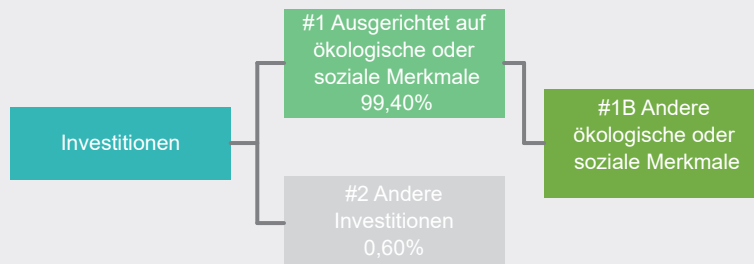 #1 Ausgerichtet auf
ökologische oder
soziale Merkmale
99,40%
Investitionen
#1B Andere
ökologische oder
soziale Merkmale
#2 Andere
Investitionen
0,60%